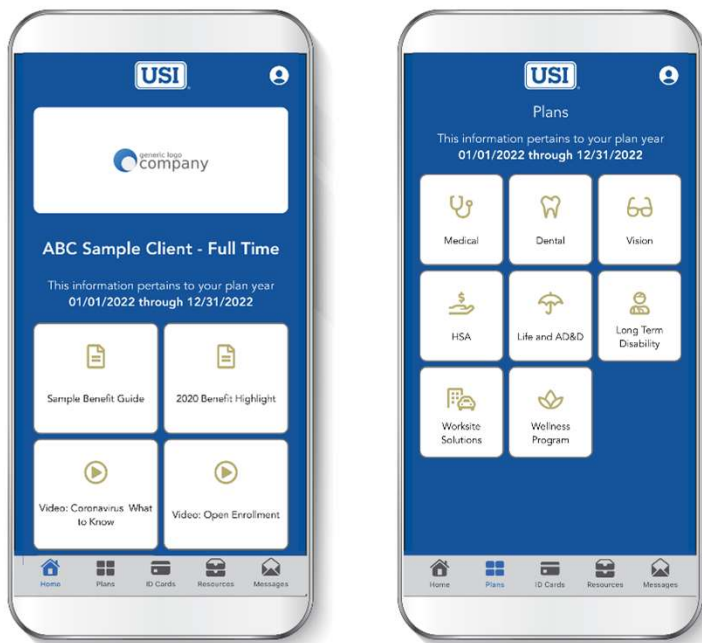 USI
generic logo
company
ABC Sample Client - Full Time
This information pertains to your plan year
01/01/2022 through 12/31/2022
Sample Benefit Guide
2020 Benefit Highlight
Video: Coronavirus What
to Know
Video: Open Enrollment
Home
Plans
ID Cards
Resources
Messages
USI
Plans
This information pertains to your plan year
01/01/2022 through 12/31/2022
Medical
Dental
Vision
HSA
Life and AD&D
Long Term
Disability
Worksite
Solutions
Wellness
Program
Home
Plans
ID Cards
Resources
Messages